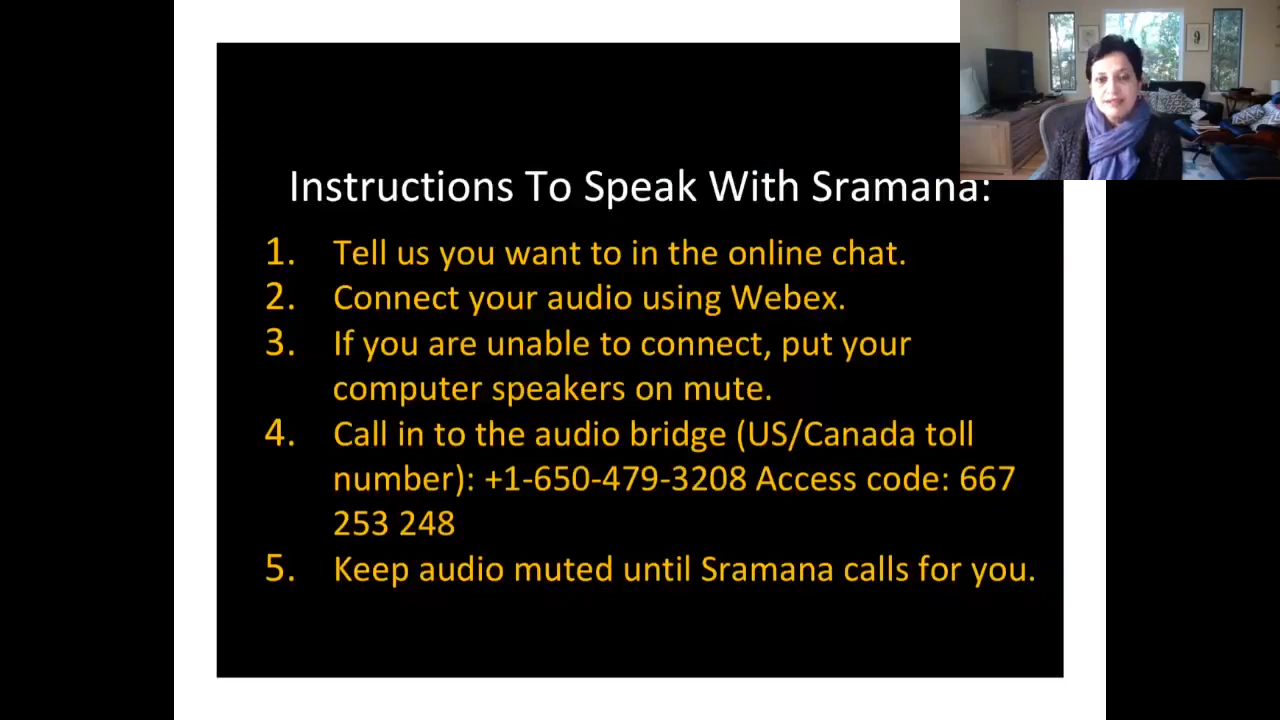 Instructions To Speak With Sramana:
1. Tell us you want to in the online chat.
2. Connect your audio using Webex.
3. If you are unable to connect, put your
computer speakers on mute.
4. Call in to the audio bridge (US/Canada toll
number): +1-650-479-3208 Access code: 667
253 248
5. Keep audio muted until Sramana calls for you.